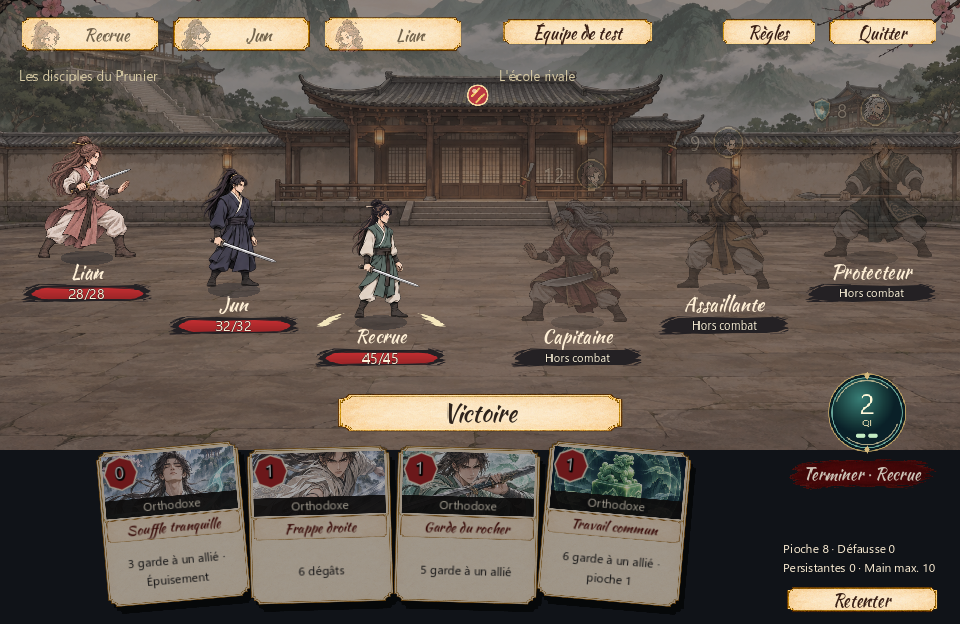 Recrue
Jun
Lian
Équipe de test
Règles
Quitter
Les disciples du Prunier
L'école rivale
8
9
12
Lian
28/28
Jun
32/32
Recrue
45/45
Capitaine
Hors combat
Assaillante
Hors combat
Protecteur
Hors combat
Victoire
2
QI
Terminer · Recrue
0
Orthodoxe
Souffle tranquille
3 garde à un allié ·
Épuisement
1
Orthodoxe
Frappe droite
6 dégâts
1
Orthodoxe
Garde du rocher
5 garde à un allié
1
Orthodoxe
Travail commun
6 garde à un allié ·
pioche 1
Pioche 8 · Défausse 0
Persistantes 0 · Main max. 10
Retenter